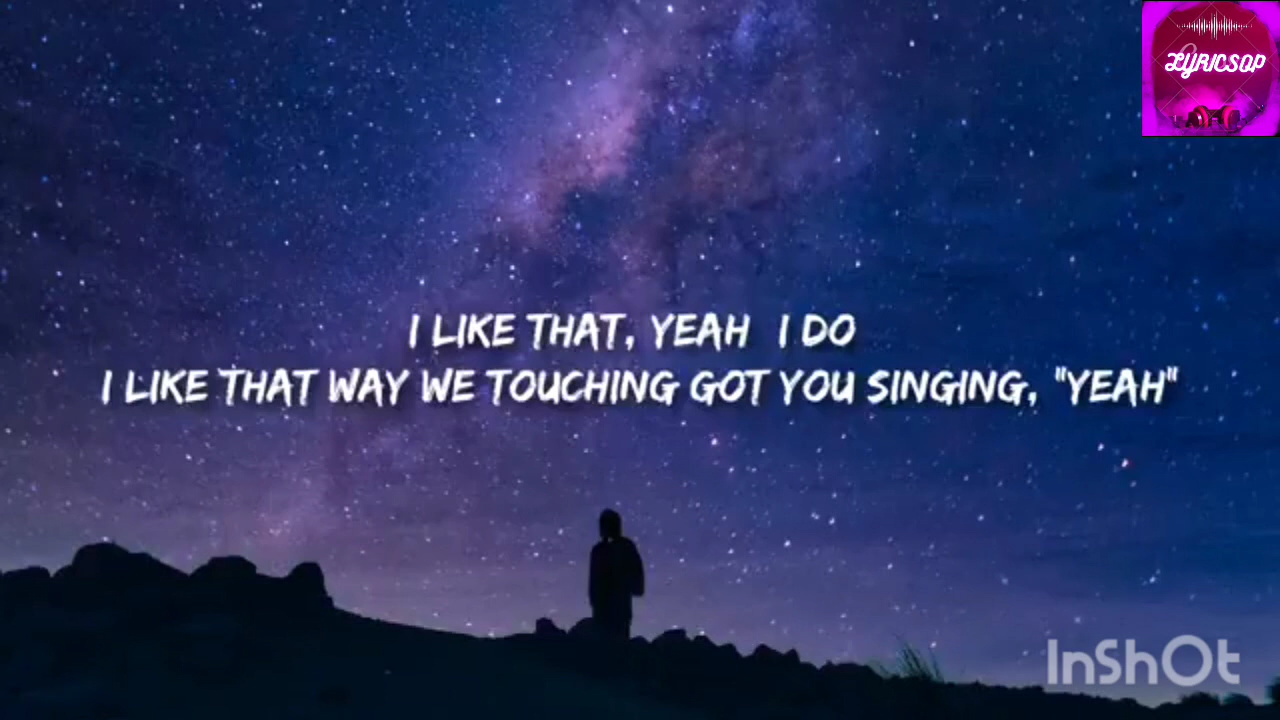 LYRICSOP
I LIKE THAT, YEAH I DO
I LIKE THAT WAY WE TOUCHING GOT YOU SINGING, "YEAH"
InShOt